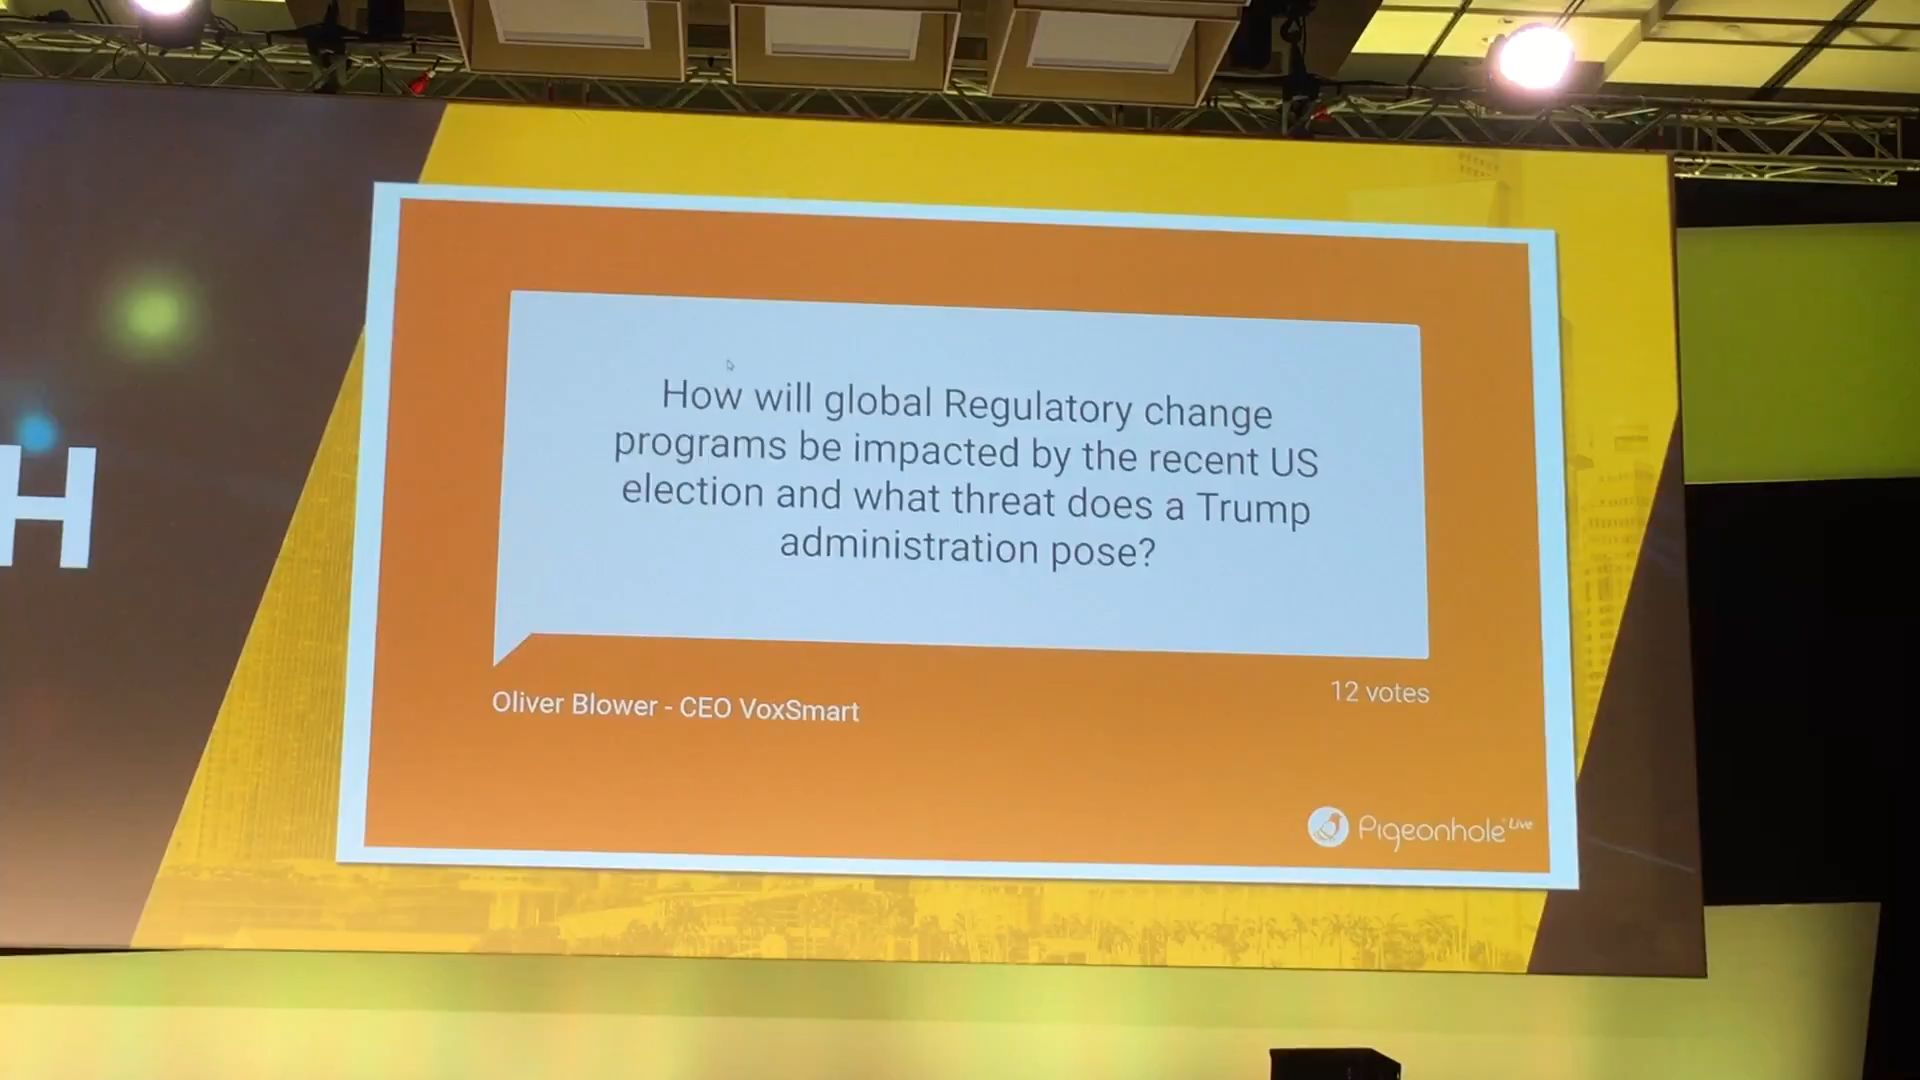 H
How will global Regulatory change
programs be impacted by the recent US
election and what threat does a Trump
administration pose?
Oliver Blower - CEO VoxSmart
12 votes
Pigeonhole Live